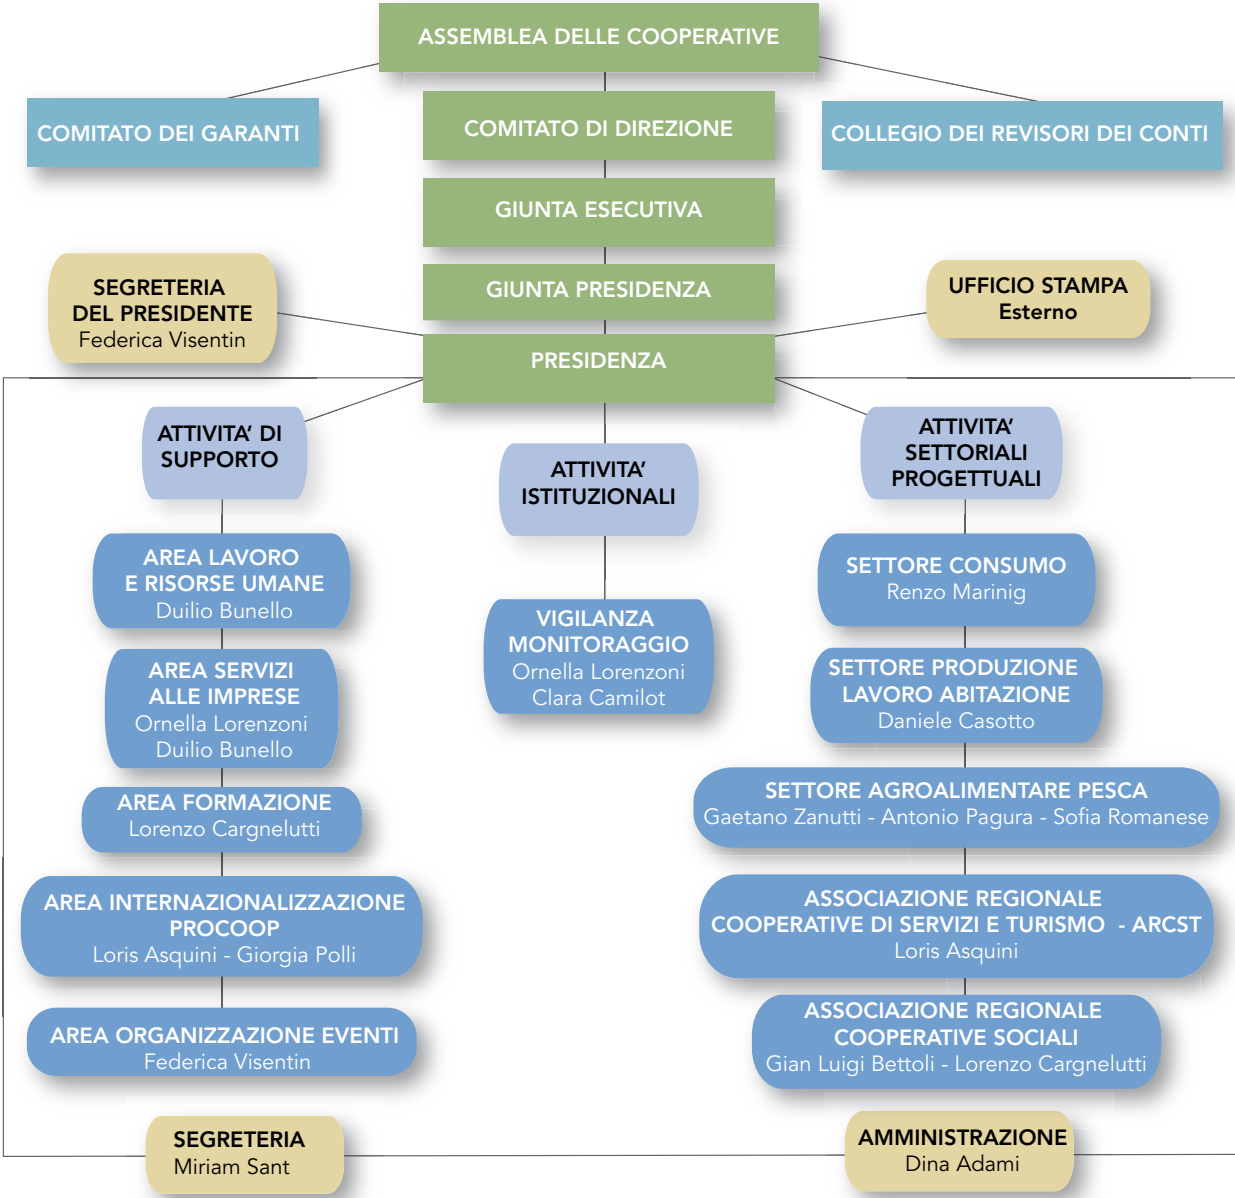 ASSEMBLEA DELLE COOPERATIVE
COMITATO DEI GARANTI
COMITATO DI DIREZIONE
COLLEGIO DEI REVISORI DEI CONTI
GIUNTA ESECUTIVA
SEGRETERIA
DEL PRESIDENTE
Federica Visentin
GIUNTA PRESIDENZA
UFFICIO STAMPA
Esterno
PRESIDENZA
ATTIVITA’ DI
SUPPORTO
ATTIVITA’
ISTITUZIONALI
ATTIVITA’
SETTORIALI
PROGETTUALI
AREA LAVORO
E RISORSE UMANE
Duilio Bunello
AREA SERVIZI
ALLE IMPRESE
Ornella Lorenzoni
Duilio Bunello
AREA FORMAZIONE
Lorenzo Cargnelutti
AREA INTERNAZIONALIZZAZIONE
PROCOOP
Loris Asquini - Giorgia Polli
AREA ORGANIZZAZIONE EVENTI
Federica Visentin
VIGILANZA
MONITORAGGIO
Ornella Lorenzoni
Clara Camilot
SETTORE CONSUMO
Renzo Marinig
SETTORE PRODUZIONE
LAVORO ABITAZIONE
Daniele Casotto
SETTORE AGROALIMENTARE PESCA
Gaetano Zanutti - Antonio Pagura - Sofia Romanese
ASSOCIAZIONE REGIONALE
COOPERATIVE DI SERVIZI E TURISMO - ARCST
Loris Asquini
ASSOCIAZIONE REGIONALE
COOPERATIVE SOCIALI
Gian Luigi Bettoli - Lorenzo Cargnelutti
SEGRETERIA
Miriam Sant
AMMINISTRAZIONE
Dina Adami